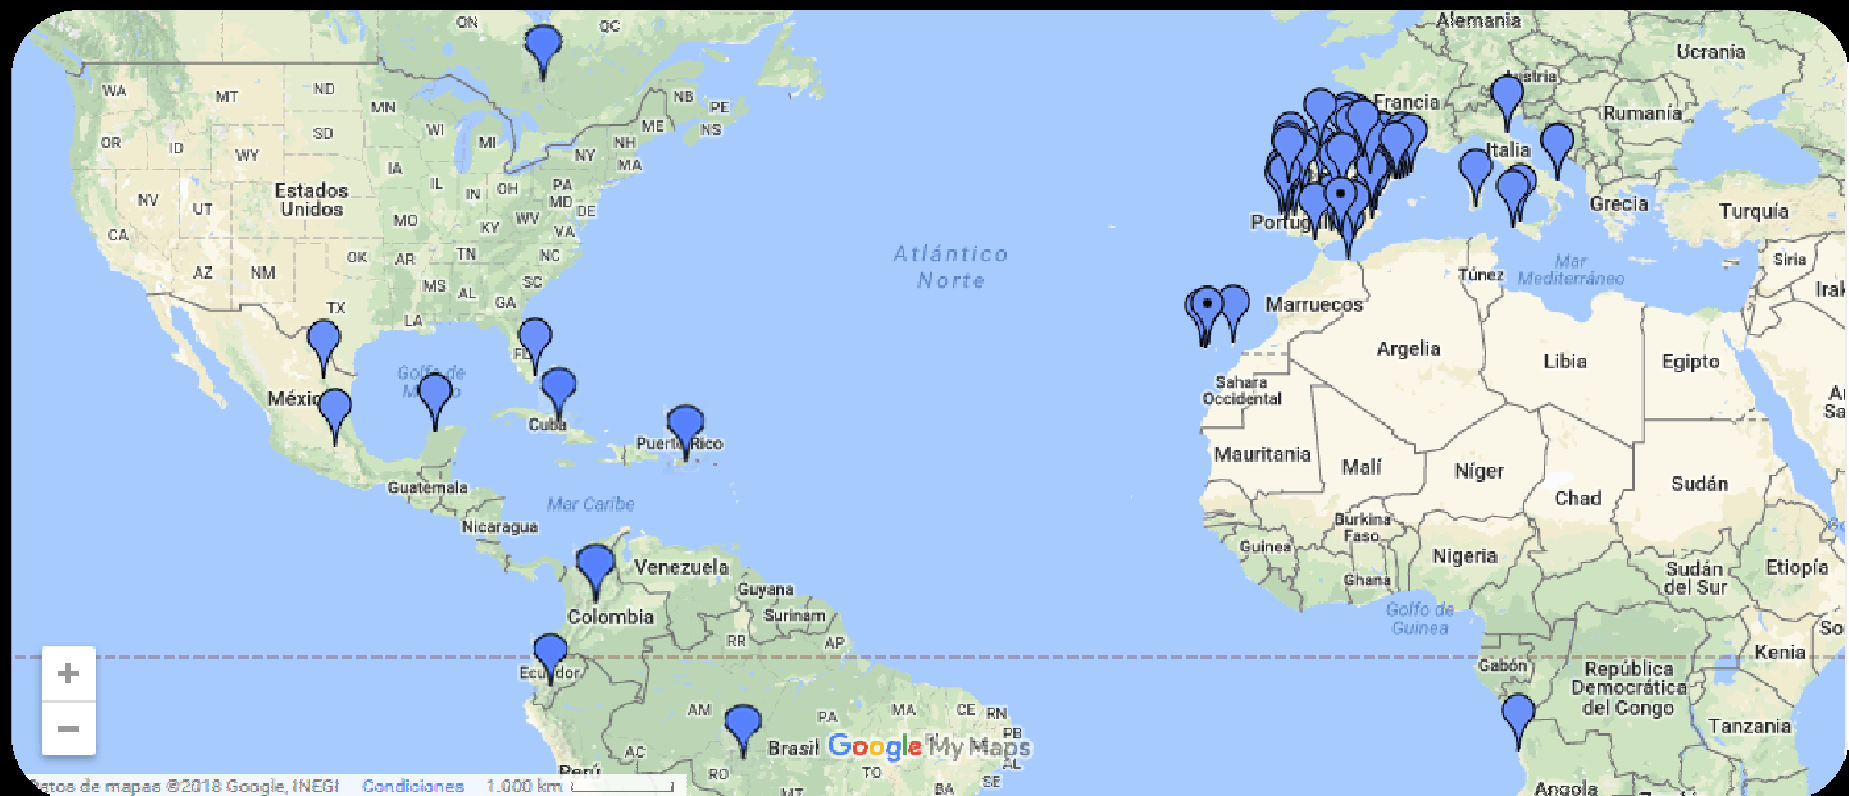 ON
QC
Alemania
Ucrania
Austria
WA
MT
ND
MN
NB
PE
Francia
Rumanía
OR
ID
SD
WI
MI
ME
NS
WY
NH
NY
MA
Italia
IA
NV
UT
Estados
Unidos
IL
IN
OH
PA
MD
DE
Grecia
Turquía
CA
MO
KY
WV
VA
Portugal
AZ
NM
OK
AR
TN
NC
Atlántico
Norte
Túnez
Mar
Mediterráneo
Siria
MS
AL
GA
SC
TX
LA
Marruecos
Irak
FL
Golfo de
Argelia
Libia
Egipto
Sahara
Occidental
Cuba
Puerto Rico
Mauritania
Malí
Níger
Chad
Sudán
Guatemala
Mar Caribe
Nicaragua
Burkina
Faso
Guinea
Nigeria
Venezuela
Guyana
Surinam
Colombia
Ghana
Sudán
del Sur
Etiopía
Golfo de
Guinea
RR
AP
Ecuador
Gabón
República
Democrática
del Congo
Kenia
+
−
AM
PA
MA
CE
RN
PB
AL
Tanzania
AC
Brasil
Google My Maps
Perú
RO
TO
SE
BA
MT
Angola
Datos de mapas ©2018 Google, INEGI Condiciones 1.000 km